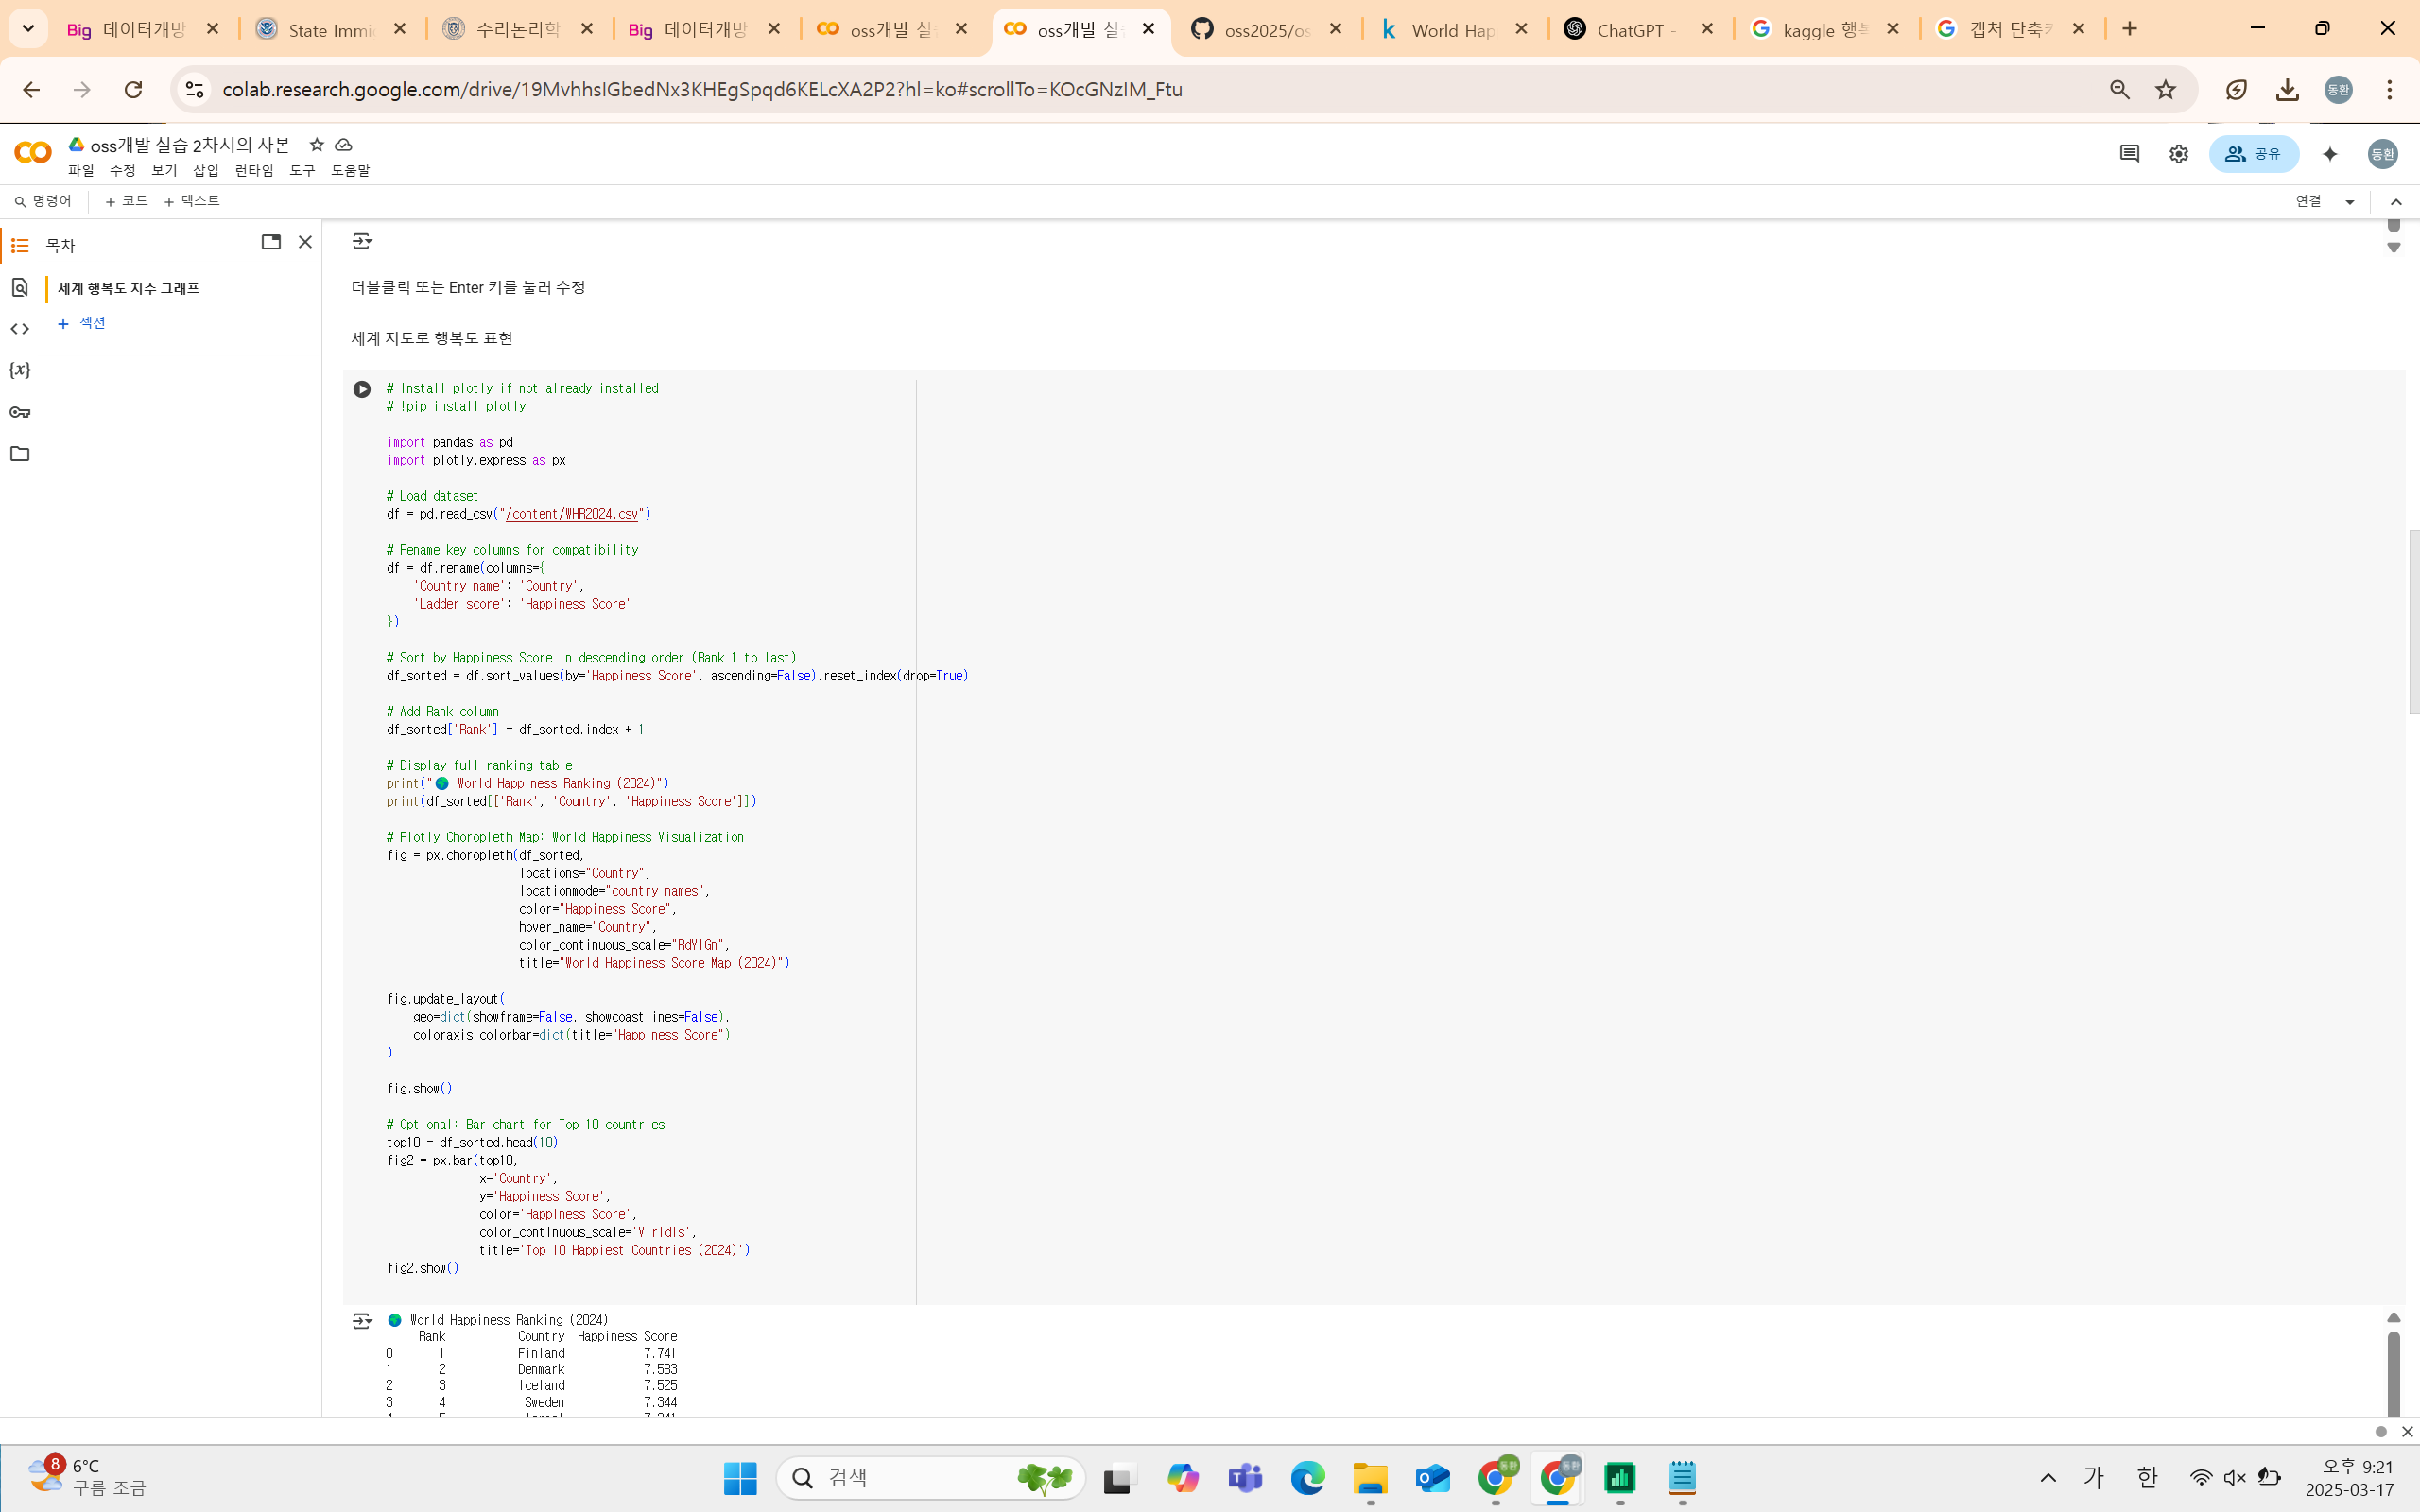 Big 데이터개빙
State Immi
수리논리학
Big 데이터개빙
oss개발 실
oss개발 실
oss2025/os
World Hap
ChatGPT -
kaggle 행
캡처 단축
colab.research.google.com/drive/19MvhhsIGbedNx3KHEgSpqd6KELcXA2P2?hl=ko#scrollTo=KOcGNzIM_Ftu
동환
oss개발 실습 2차시의 사본
파일 수정 보기 삽입 런타임 도구 도움말
공유
동환
명령어 + 코드 + 텍스트
연결
목차
세계 행복도 지수 그래프
+ 섹션
더블클릭 또는 Enter 키를 눌러 수정
세계 지도로 행복도 표현
# Install plotly if not already installed
# !pip install plotly
import pandas as pd
import plotly.express as px
# Load dataset
df = pd.read_csv("/content/WHR2024.csv")
# Rename key columns for compatibility
df = df.rename(columns={
'Country name': 'Country',
'Ladder score': 'Happiness Score'
})
# Sort by Happiness Score in descending order (Rank 1 to last)
df_sorted = df.sort_values(by='Happiness Score', ascending=False).reset_index(drop=True)
# Add Rank column
df_sorted['Rank'] = df_sorted.index + 1
# Display full ranking table
print("🌍 World Happiness Ranking (2024)")
print(df_sorted[['Rank', 'Country', 'Happiness Score']])
# Plotly Choropleth Map: World Happiness Visualization
fig = px.choropleth(df_sorted,
locations="Country",
locationmode="country names",
color="Happiness Score",
hover_name="Country",
color_continuous_scale="RdYlGn",
title="World Happiness Score Map (2024)")
fig.update_layout(
geo=dict(showframe=False, showcoastlines=False),
coloraxis_colorbar=dict(title="Happiness Score")
)
fig.show()
# Optional: Bar chart for Top 10 countries
top10 = df_sorted.head(10)
fig2 = px.bar(top10,
x='Country',
y='Happiness Score',
color='Happiness Score',
color_continuous_scale='Viridis',
title='Top 10 Happiest Countries (2024)')
fig2.show()
🌍 World Happiness Ranking (2024)
Rank Country Happiness Score
0 1 Finland 7.741
1 2 Denmark 7.583
2 3 Iceland 7.525
3 4 Sweden 7.344
4 5 Israel 7.341
8
6°C
구름 조금
검색
가 한
오후 9:21
2025-03-17